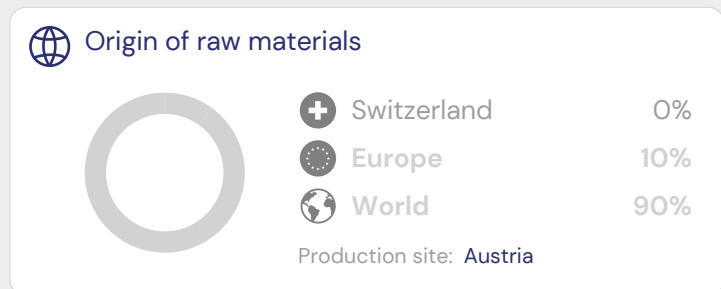 Origin of raw materials
Switzerland 0%
Europe 10%
World 90%
Production site: Austria